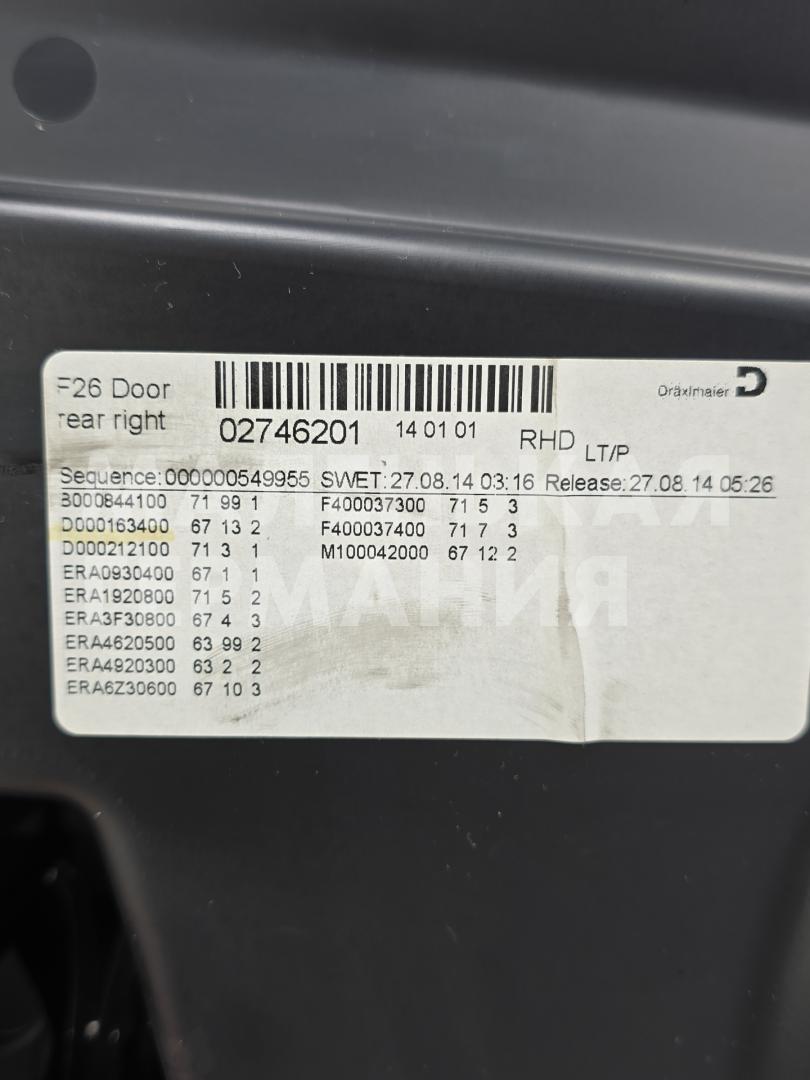 F26 Door
rear right
02746201 14 01 01 RHD LT/P
Dräxlmaier
Sequence:000000549955 SWET:27.08.14 03:16 Release:27.08.14 05:26
B000844100 71 99 1 F400037300 71 5 3
D000163400 67 13 2 F400037400 71 7 3
D000212100 71 3 1 M100042000 67 12 2
ERA0930400 67 1 1
ERA1920800 71 5 2
ERA3F30800 67 4 3
ERA4620500 63 99 2
ERA4920300 63 2 2
ERA6Z30600 67 10 3
МАЛЕНЬКАЯ
ГЕРМАНИЯ